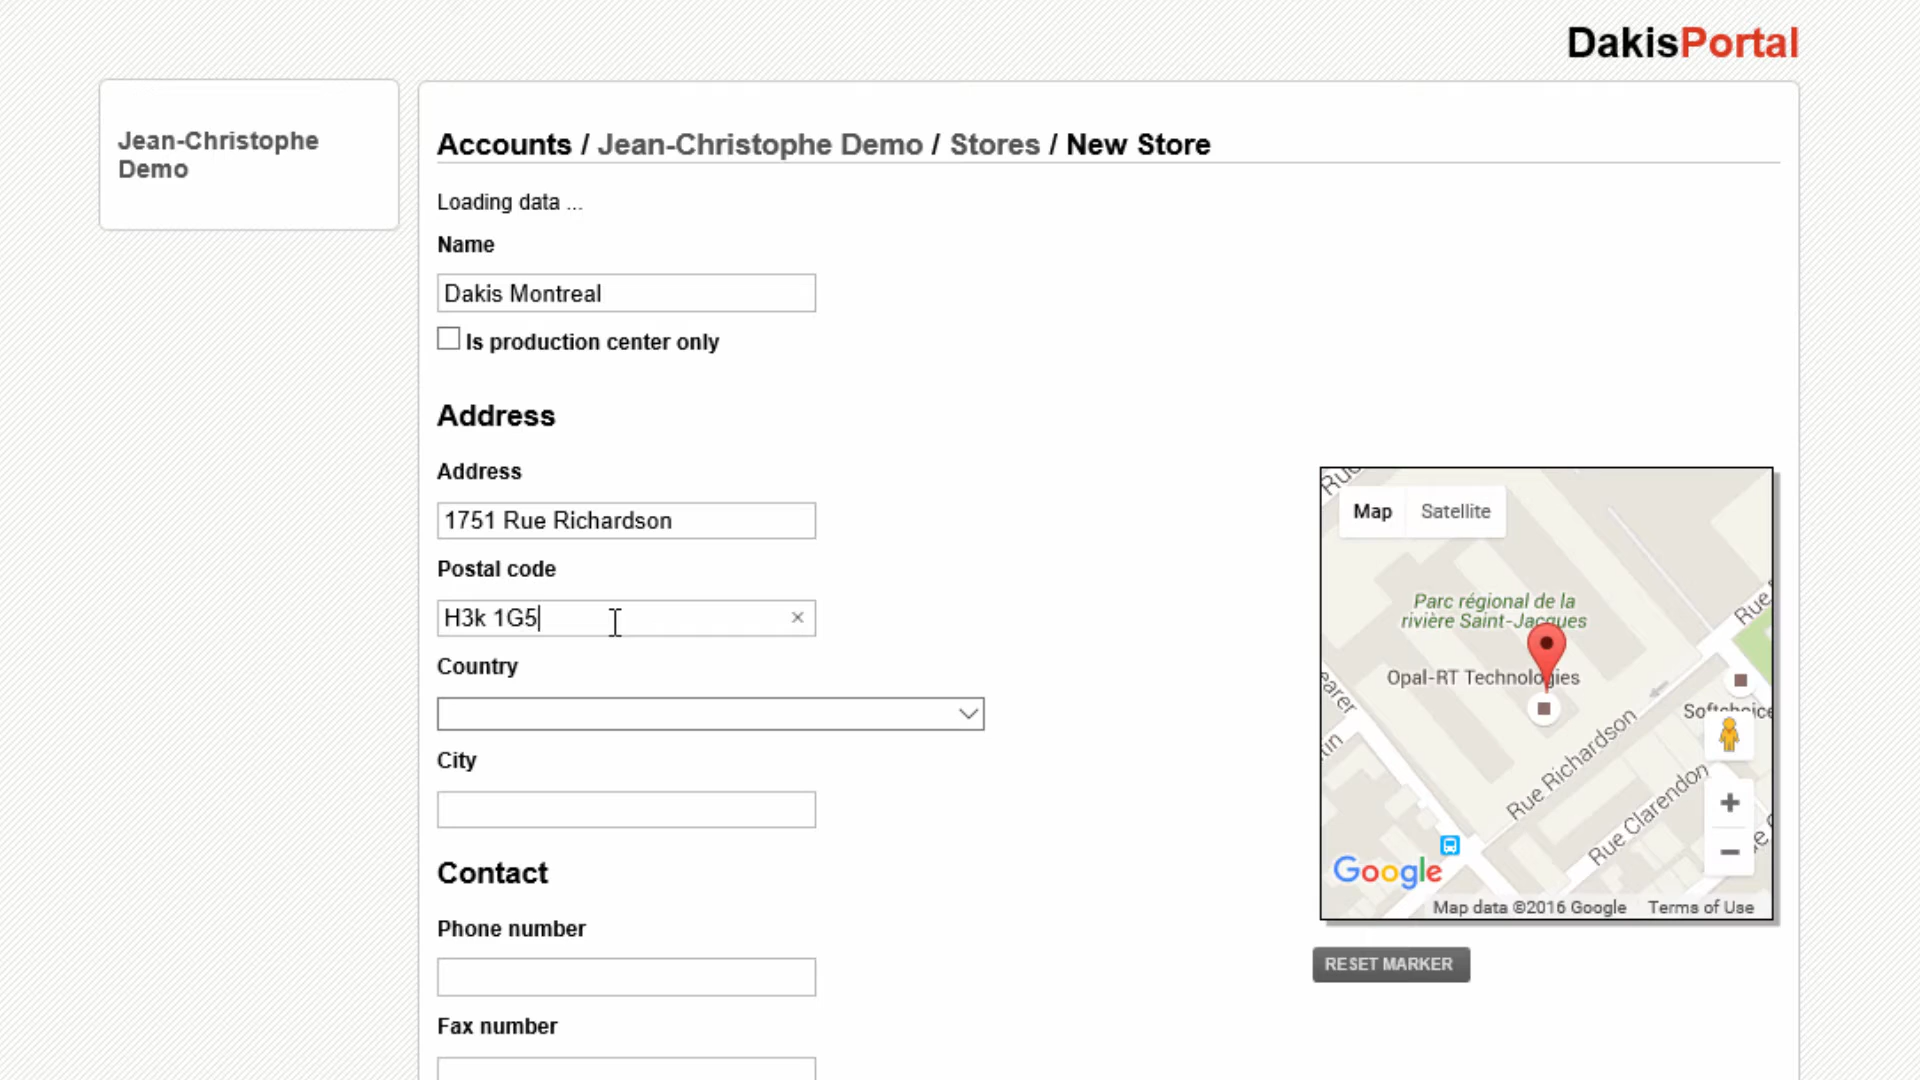 DakisPortal
Jean-Christophe
Demo
Accounts / Jean-Christophe Demo / Stores / New Store
Loading data ...
Name
Dakis Montreal
Is production center only
Address
Address
1751 Rue Richardson
Postal code
H3k 1G5
Country
City
Contact
Phone number
Fax number
Map Satellite
Parc régional de la
rivière Saint-Jacques
Opal-RT Technologies
Softchoice
Rue Richardson
Rue Clarendon
Google
Map data ©2016 Google Terms of Use
RESET MARKER